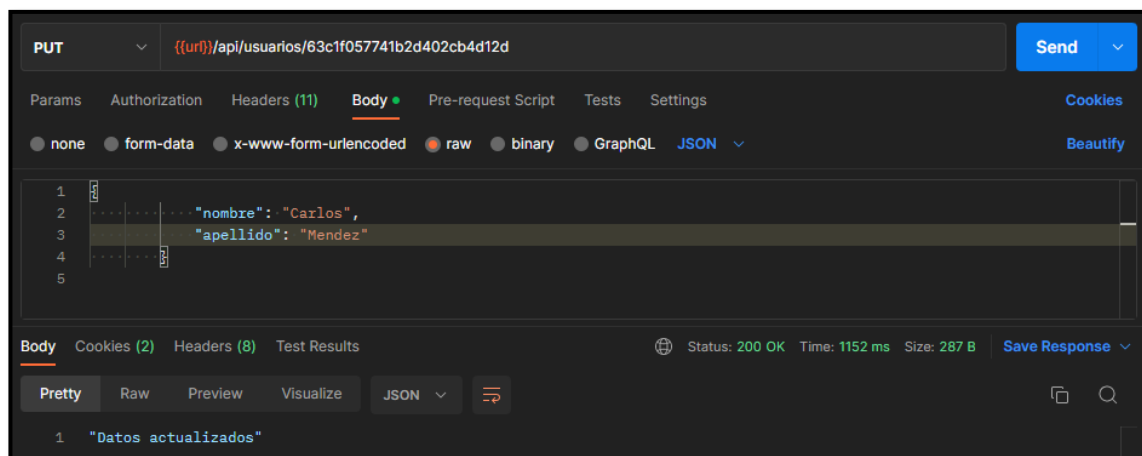 PUT {{url}}/api/usuarios/63c1f057741b2d402cb4d12d Send
Params Authorization Headers (11) Body Pre-request Script Tests Settings Cookies
none form-data x-www-form-urlencoded raw binary GraphQL JSON Beautify
1 {
2 "nombre": "Carlos",
3 "apellido": "Mendez"
4 }
5
Body Cookies (2) Headers (8) Test Results Status: 200 OK Time: 1152 ms Size: 287 B Save Response
Pretty Raw Preview Visualize JSON
1 "Datos actualizados"